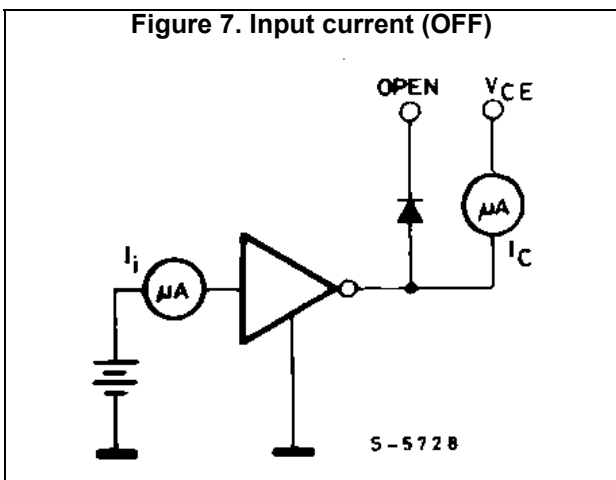 Figure 7. Input current (OFF)
OPEN
VCE
μA
IC
Ii
μA
S-5728